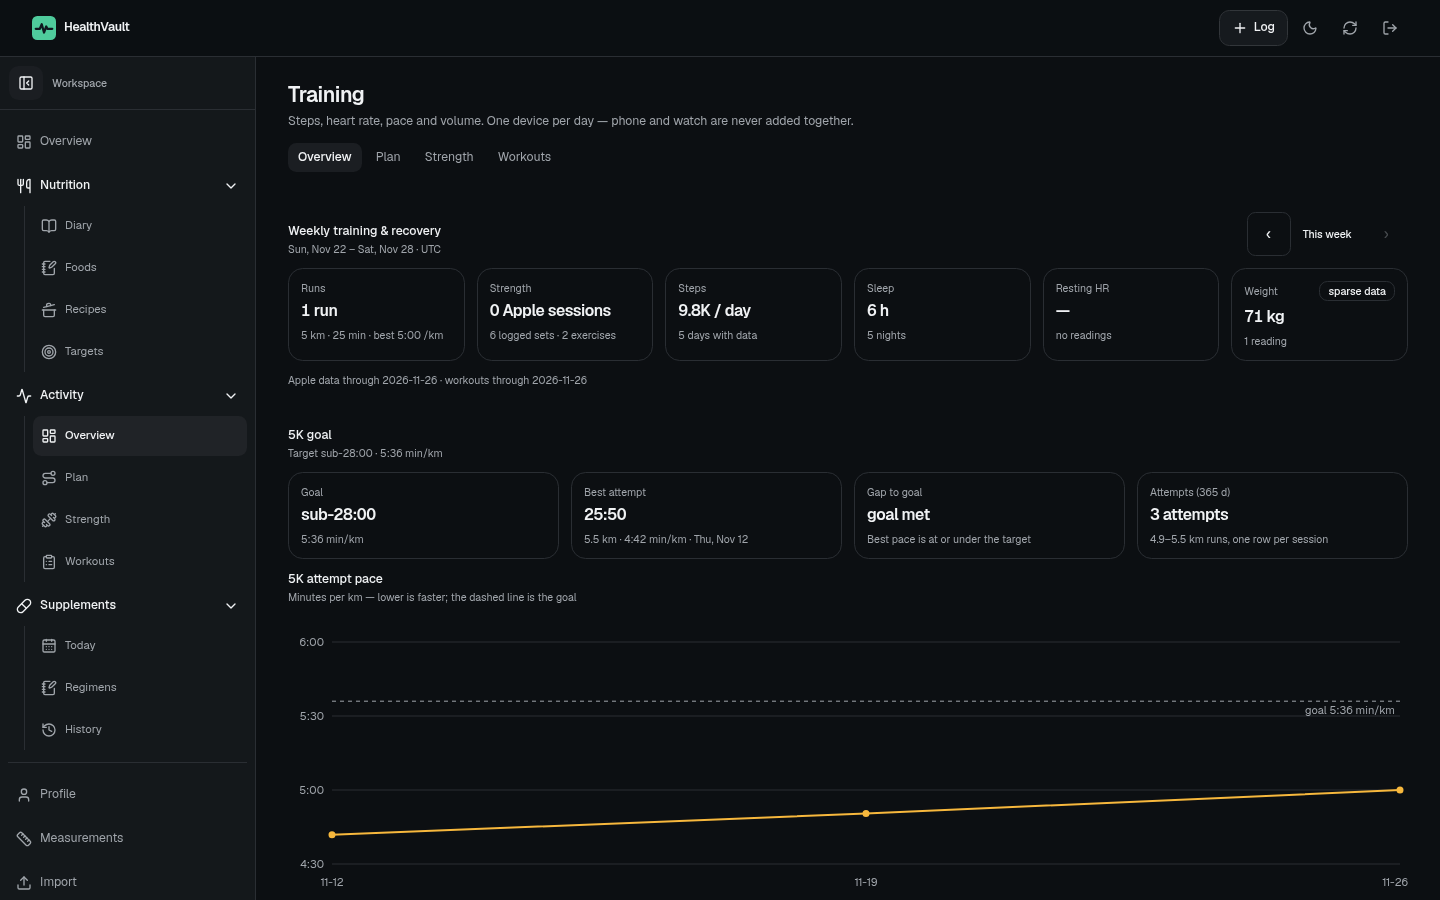 HealthVault
Log
Workspace
Overview
Nutrition
Diary
Foods
Recipes
Targets
Activity
Overview
Plan
Strength
Workouts
Supplements
Today
Regimens
History
Profile
Measurements
Import
Training
Steps, heart rate, pace and volume. One device per day — phone and watch are never added together.
Overview Plan Strength Workouts
Weekly training & recovery
Sun, Nov 22 – Sat, Nov 28 · UTC
‹ This week ›
Runs
1 run
5 km · 25 min · best 5:00 /km
Strength
0 Apple sessions
6 logged sets · 2 exercises
Steps
9.8K / day
5 days with data
Sleep
6 h
5 nights
Resting HR
—
no readings
Weight
sparse data
71 kg
1 reading
Apple data through 2026-11-26 · workouts through 2026-11-26
5K goal
Target sub-28:00 · 5:36 min/km
Goal
sub-28:00
5:36 min/km
Best attempt
25:50
5.5 km · 4:42 min/km · Thu, Nov 12
Gap to goal
goal met
Best pace is at or under the target
Attempts (365 d)
3 attempts
4.9–5.5 km runs, one row per session
5K attempt pace
Minutes per km — lower is faster; the dashed line is the goal
6:00
5:30
goal 5:36 min/km
5:00
4:30
11-12 11-19 11-26